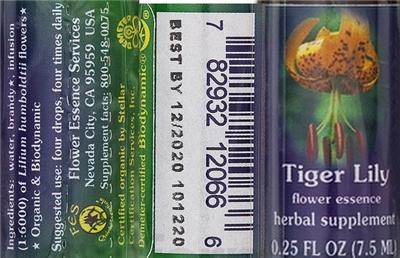 Ingredients: water, brandy★, infusion
(1:6000) of Lilium humboldtii flowers★
★ Organic & Biodynamic
Suggested use: four drops, four times daily
Flower Essence Services
Nevada City, CA 95959 USA
Supplement facts: 800-548-0075.
FES
Certified organic by Stellar
Certification Services, Inc.
Demeter-certified Biodynamic®
BEST BY 12/2020 101220
7 82932 12066 6
Tiger Lily
flower essence
herbal supplement
0.25 FL OZ (7.5 ML)